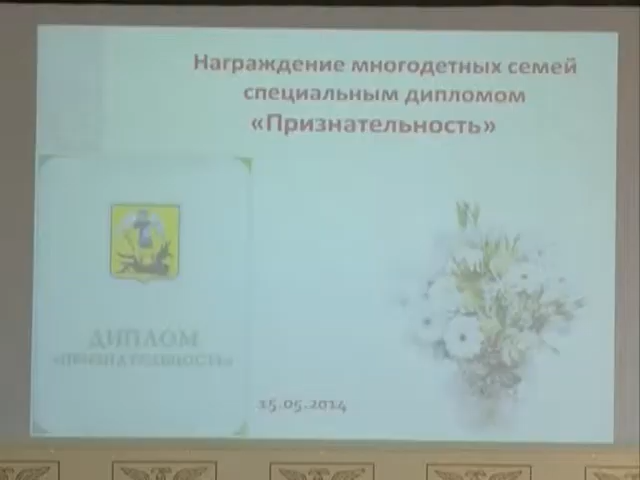 Награждение многодетных семей
специальным дипломом
«Признательность»
ДИПЛОМ
«ПРИЗНАТЕЛЬНОСТЬ»
15.05.2014